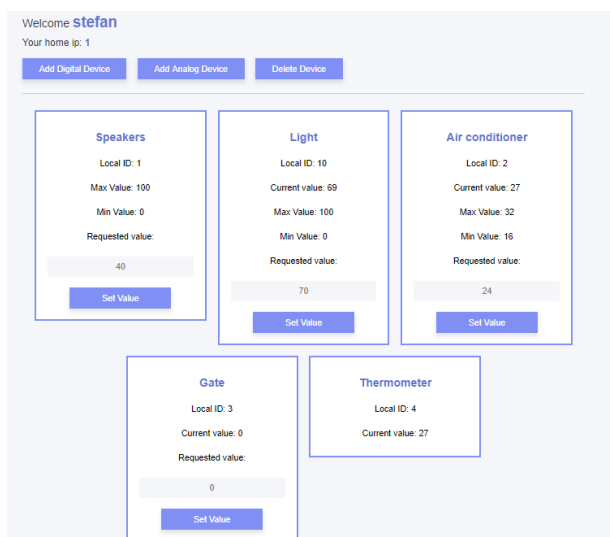 Welcome stefan
Your home ip: 1
Add Digital Device
Add Analog Device
Delete Device
Speakers
Local ID: 1
Max Value: 100
Min Value: 0
Requested value:
40
Set Value
Light
Local ID: 10
Current value: 69
Max Value: 100
Min Value: 0
Requested value:
70
Set Value
Air conditioner
Local ID: 2
Current value: 27
Max Value: 32
Min Value: 16
Requested value:
24
Set Value
Gate
Local ID: 3
Current value: 0
Requested value:
0
Set Value
Thermometer
Local ID: 4
Current value: 27